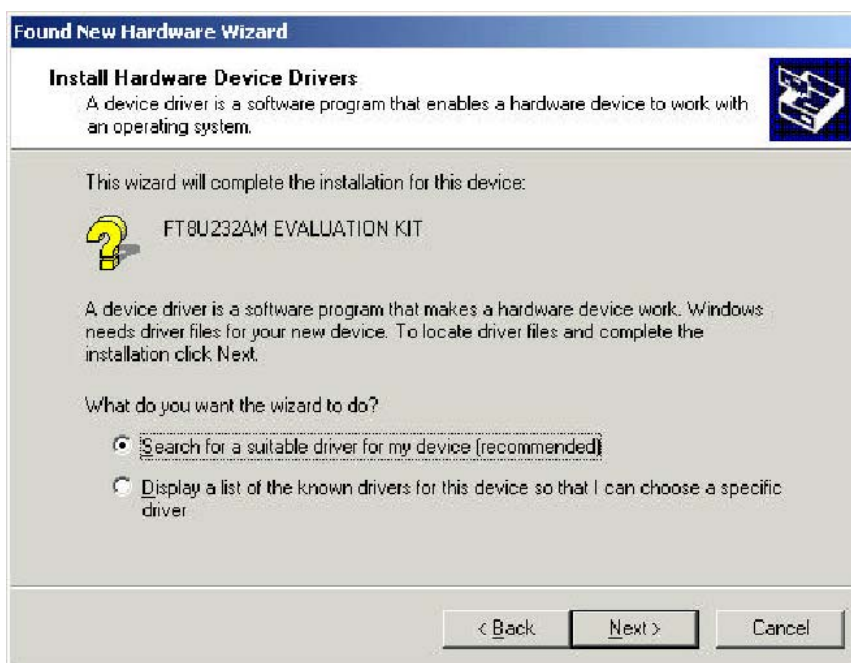 Found New Hardware Wizard
Install Hardware Device Drivers
A device driver is a software program that enables a hardware device to work with
an operating system.
This wizard will complete the installation for this device:
FT8U232AM EVALUATION KIT
A device driver is a software program that makes a hardware device work. Windows
needs driver files for your new device. To locate driver files and complete the
installation click Next.
What do you want the wizard to do?
Search for a suitable driver for my device (recommended)
Display a list of the known drivers for this device so that I can choose a specific
driver
< Back
Next >
Cancel